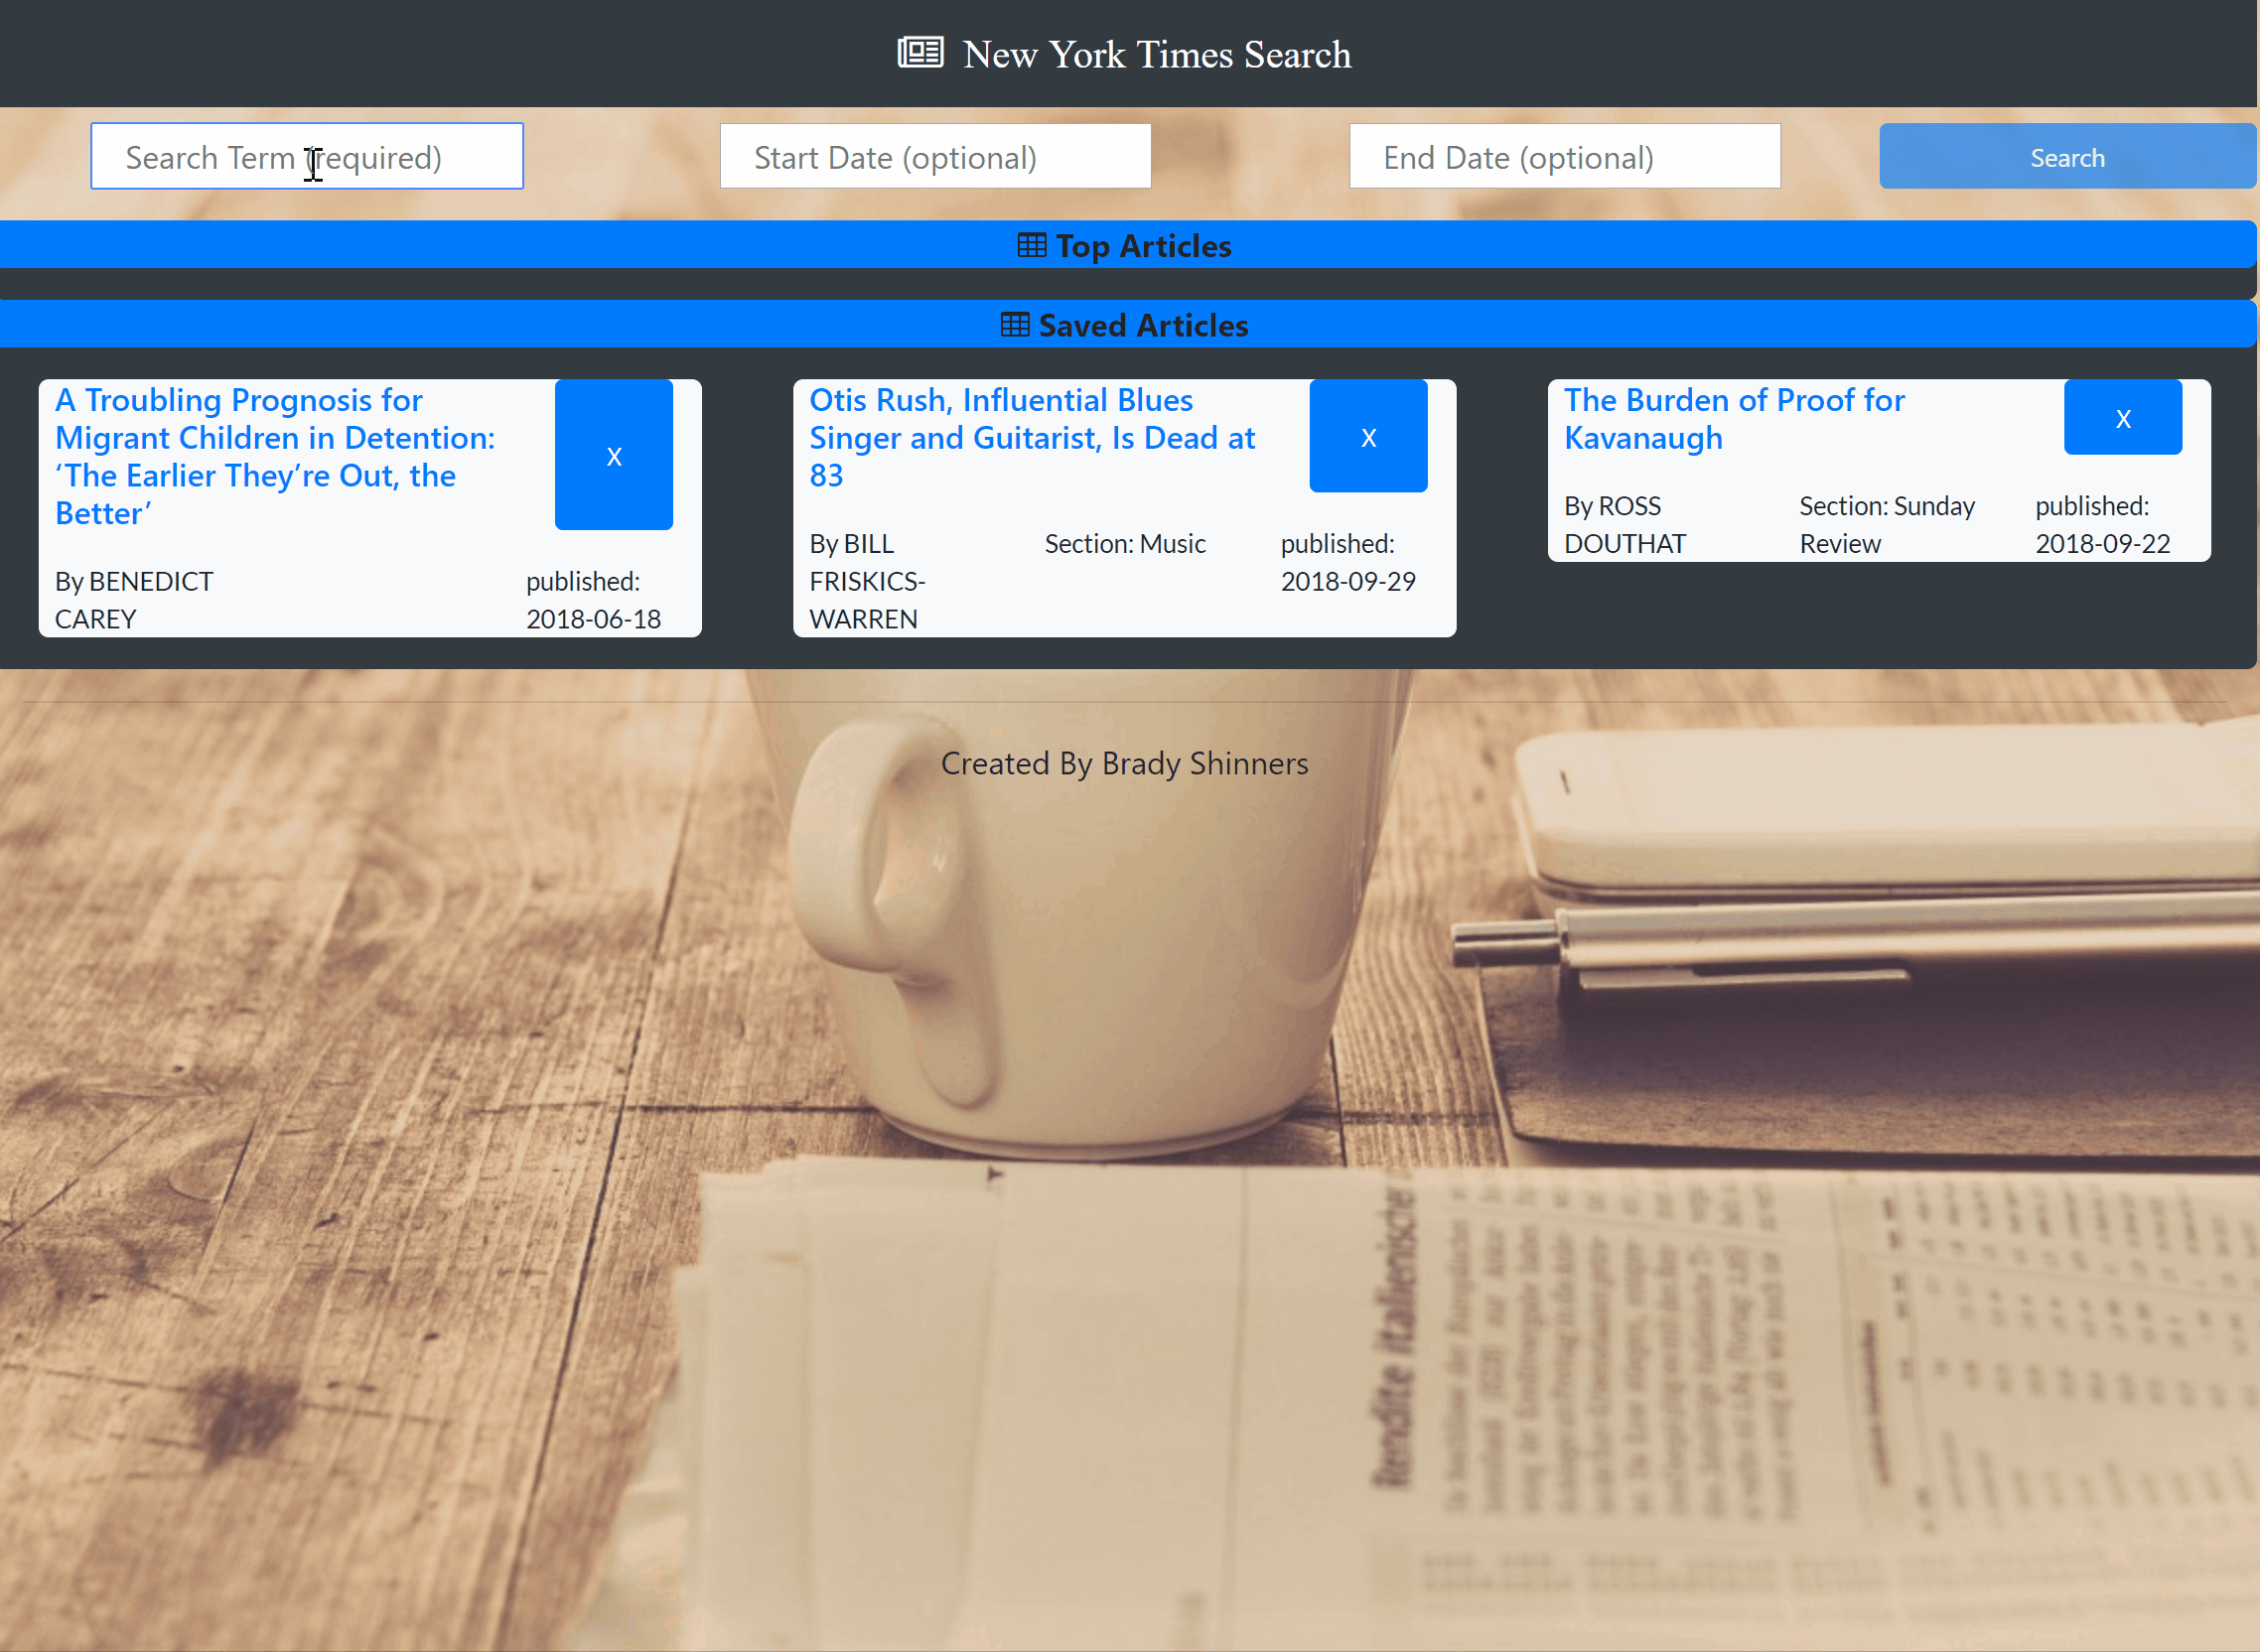 New York Times Search
Search Term (required)
Start Date (optional)
End Date (optional)
Search
Top Articles
Saved Articles
A Troubling Prognosis for
Migrant Children in Detention:
‘The Earlier They’re Out, the
Better’
X
By BENEDICT
CAREY
published:
2018-06-18
Otis Rush, Influential Blues
Singer and Guitarist, Is Dead at
83
X
By BILL
FRISKICS-
WARREN
Section: Music
published:
2018-09-29
The Burden of Proof for
Kavanaugh
X
By ROSS
DOUTHAT
Section: Sunday
Review
published:
2018-09-22
Created By Brady Shinners
Rendite italienischer